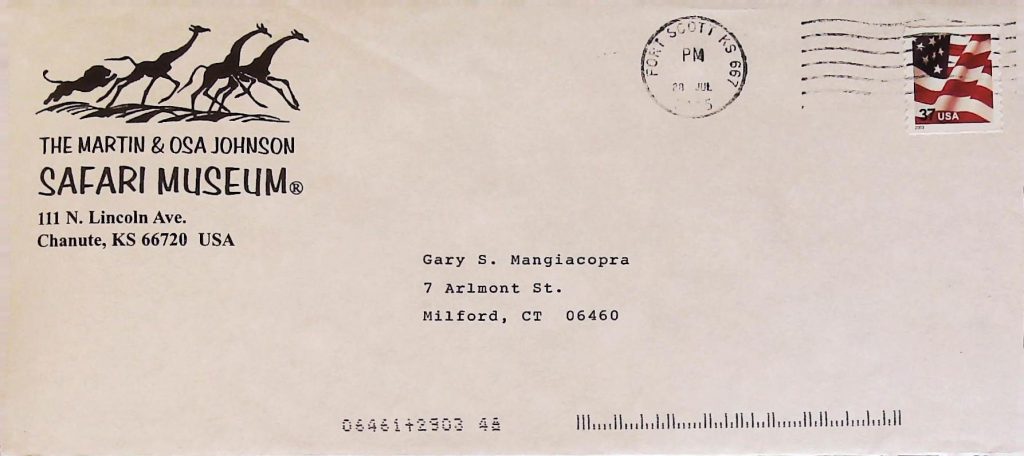 THE MARTIN & OSA JOHNSON
SAFARI MUSEUM®
111 N. Lincoln Ave.
Chanute, KS 66720 USA
FORT SCOTT KS 667
PM
28 JUL
37 USA
Gary S. Mangiacopra
7 Arlmont St.
Milford, CT 06460
06461+2903 48